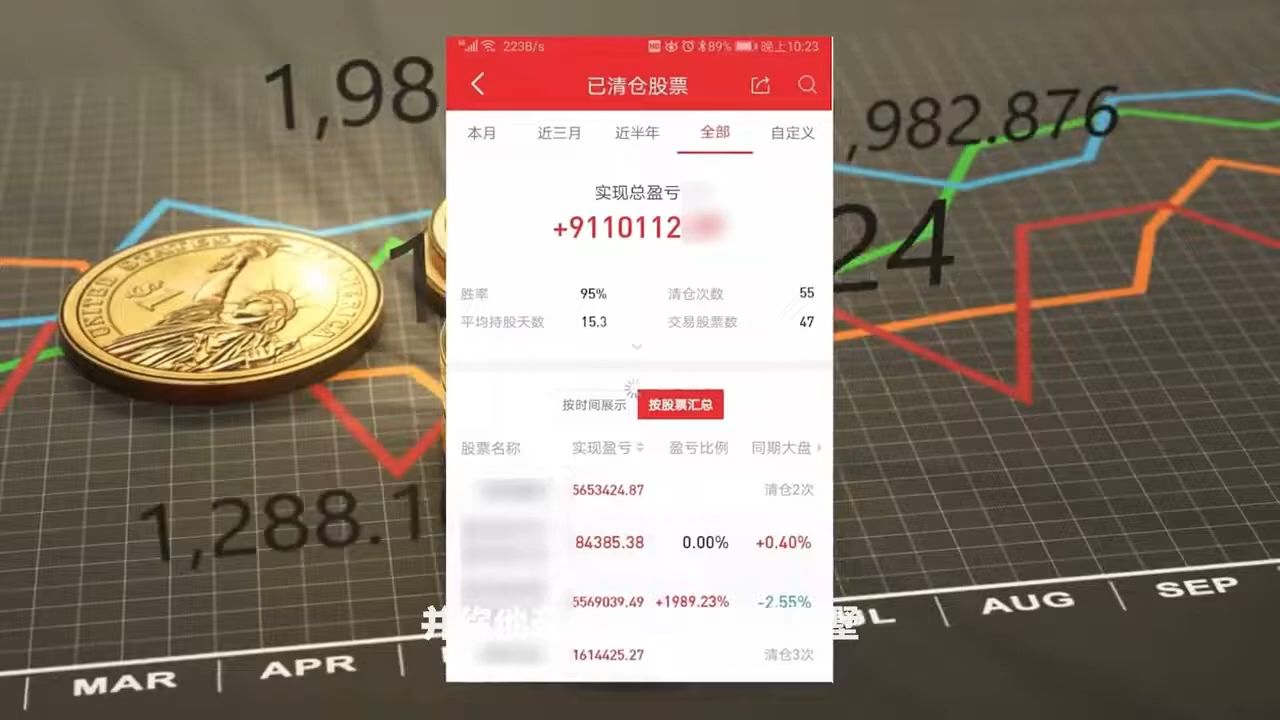 223B/s HD 89% 晚上10:23
已清仓股票
本月 近三月 近半年 全部 自定义
实现总盈亏
+9110112
胜率 95% 清仓次数 55
平均持股天数 15.3 交易股票数 47
按时间展示 按股票汇总
股票名称 实现盈亏 盈亏比例 同期大盘
5653424.87 清仓2次
84385.38 0.00% +0.40%
5569039.49 +1989.23% -2.55%
1614425.27 清仓3次
1,98
,982.876
24
1,288.1
UNITED STATES OF AMERICA
MAR APR AUG SEP